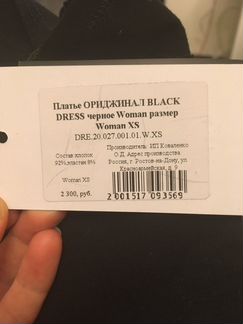 Платье ОРИДЖИНАЛ BLACK
DRESS черное Woman размер
Woman XS
DRE.20.027.001.01.W.XS
Состав хлопок
92%,эластан 8%
Woman XS
2 300, руб.
Производитель: ИП Коваленко
О.Д. Адрес производства:
Россия, г. Ростов-на-Дону, ул
Красноармейская, д. 9
2 001517 093569